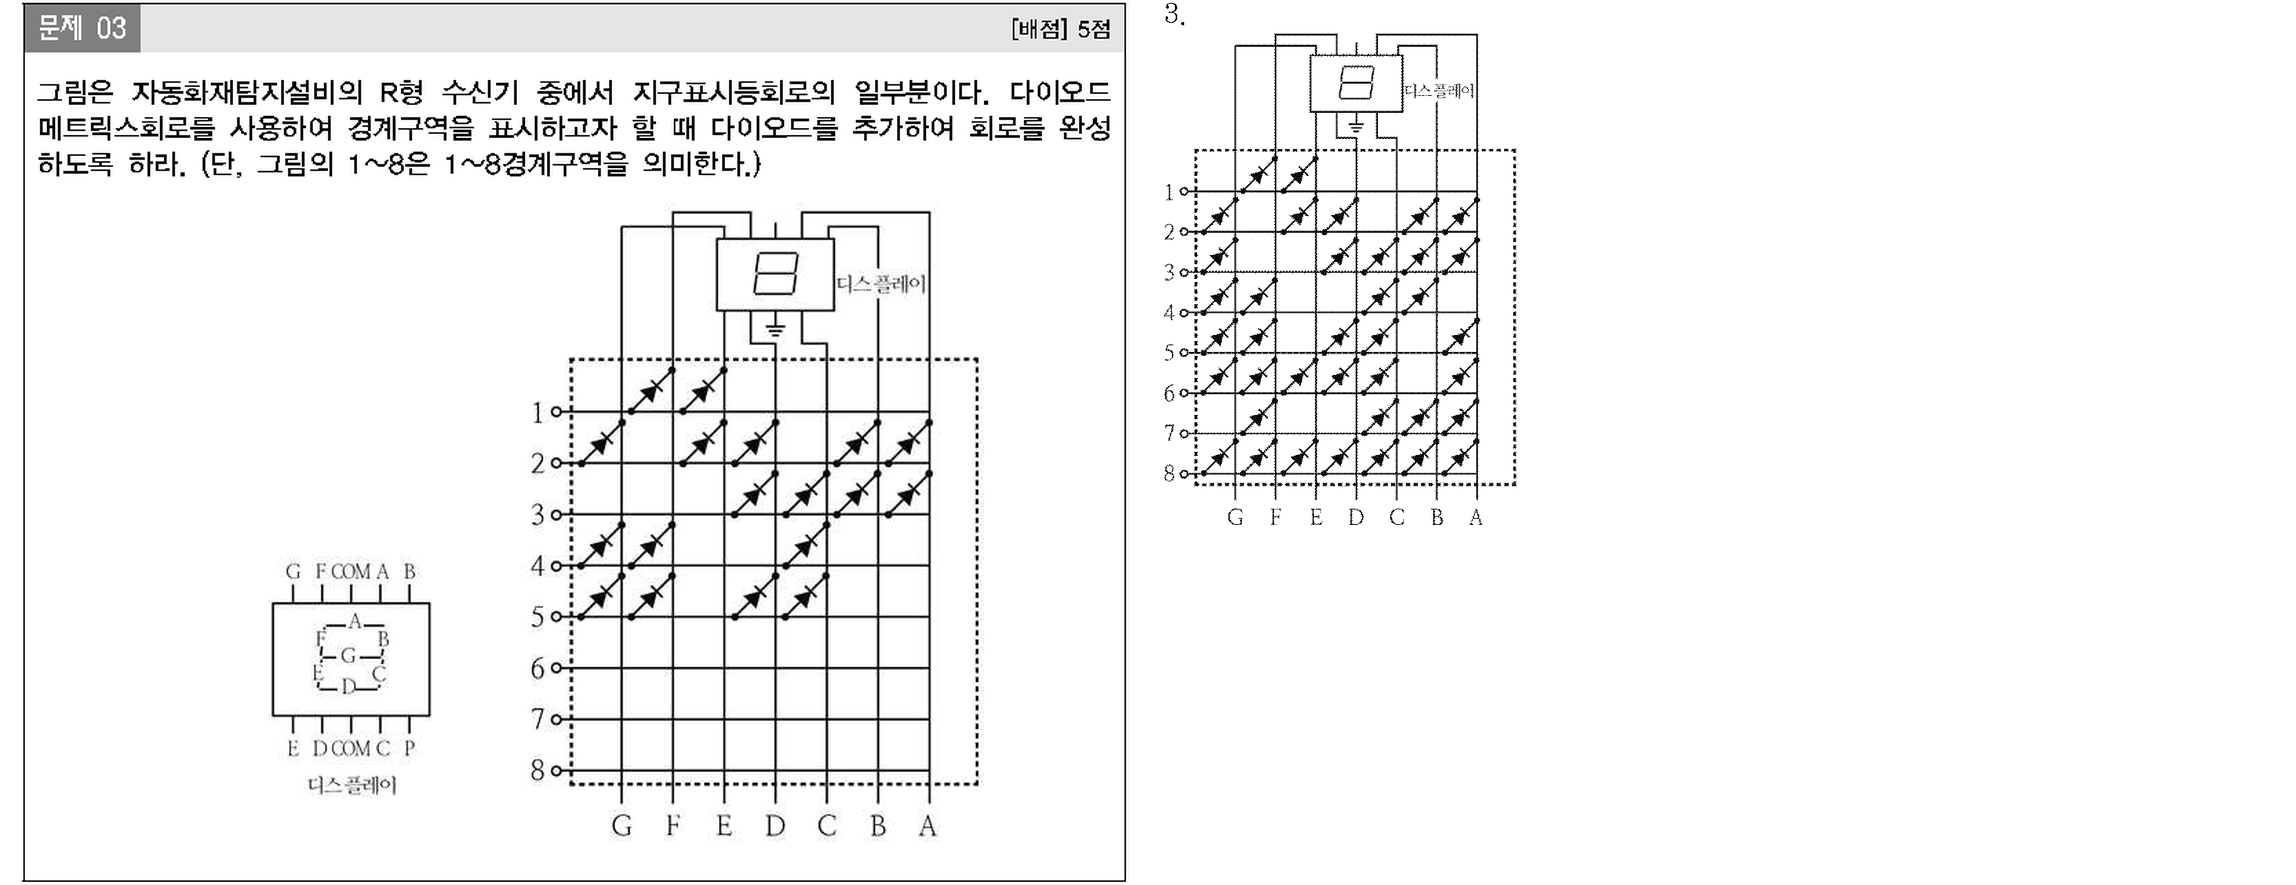 문제 03
[배점] 5점
그림은 자동화재탐지설비의 R형 수신기 중에서 지구표시등회로의 일부분이다. 다이오드
메트릭스회로를 사용하여 경계구역을 표시하고자 할 때 다이오드를 추가하여 회로를 완성
하도록 하라. (단, 그림의 1～8은 1～8경계구역을 의미한다.)
디스플레이
1
2
3
4
5
6
7
8
G F E D C B A
G F COM A B
A
F B
G
E C
D
E D COM C P
디스플레이
3.
디스플레이
1
2
3
4
5
6
7
8
G F E D C B A